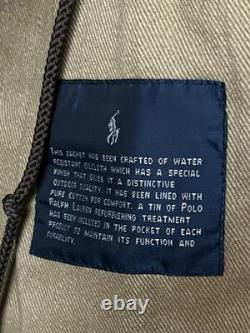 THIS JACKET HAS BEEN CRAFTED OF WATER
RESISTANT OILCLOTH WHICH HAS A SPECIAL
FINISH THAT GIVES IT A DISTINCTIVE
OUTDOOR QUALITY. IT HAS BEEN LINED WITH
PURE COTTON FOR COMFORT. A TIN OF POLO
RALPH LAUREN REFURBISHING TREATMENT
HAS BEEN INCLUDED IN THE POCKET OF EACH
PRODUCT TO MAINTAIN ITS FUNCTION AND
DURABILITY.